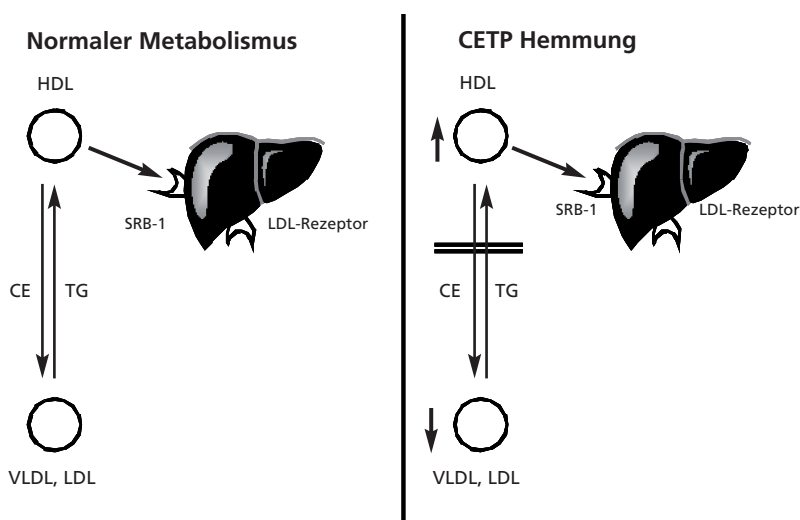 Normaler Metabolismus
HDL
SRB-1
LDL-Rezeptor
CE
TG
VLDL, LDL
CETP Hemmung
HDL
SRB-1
LDL-Rezeptor
CE
TG
VLDL, LDL